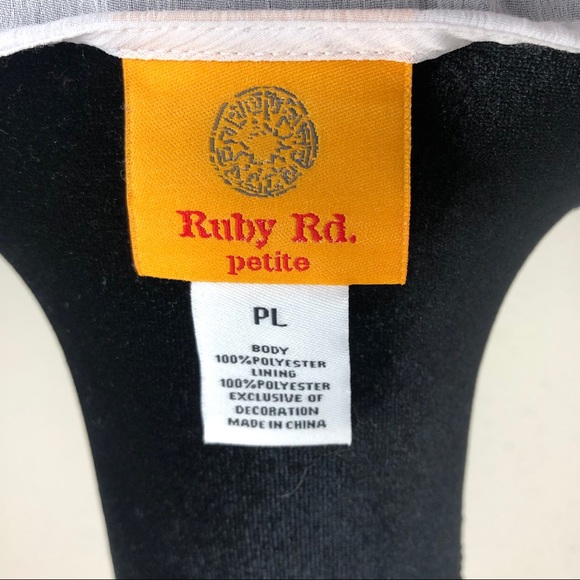 Ruby Rd.
petite
PL
BODY
100%POLYESTER
LINING
100%POLYESTER
EXCLUSIVE OF
DECORATION
MADE IN CHINA